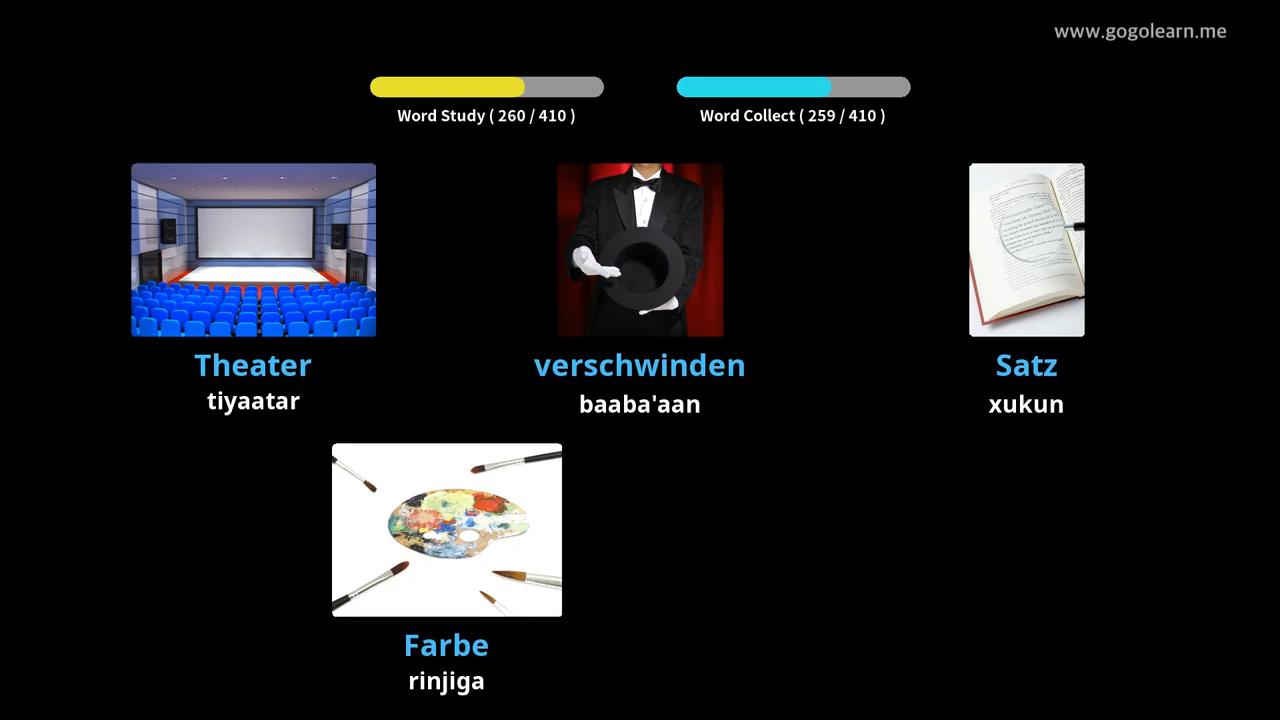 www.gogolearn.me
Word Study ( 260 / 410 )
Word Collect ( 259 / 410 )
Theater
tiyaatar
verschwinden
baaba'aan
Satz
xukun
Farbe
rinjiga